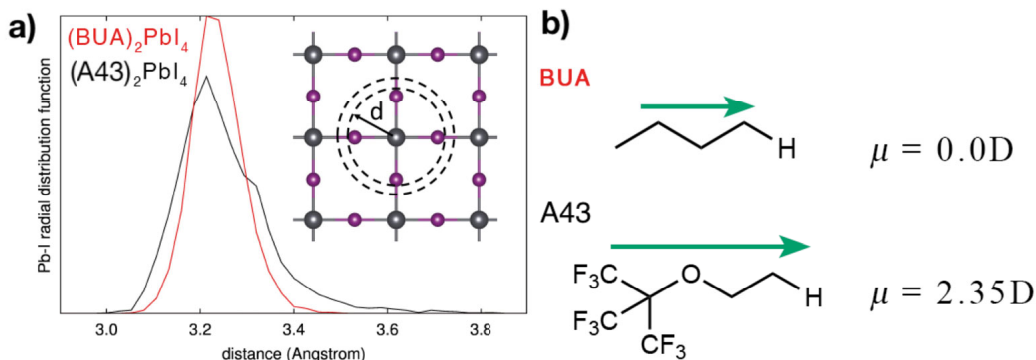 a)
(BUA)₂PbI₄
(A43)₂PbI₄
Pb-I radial distribution function
d
3.0 3.2 3.4 3.6 3.8
distance (Angstrom)
b)
BUA
H
μ = 0.0D
A43
F₃C
O
F₃C
H
CF₃
μ = 2.35D